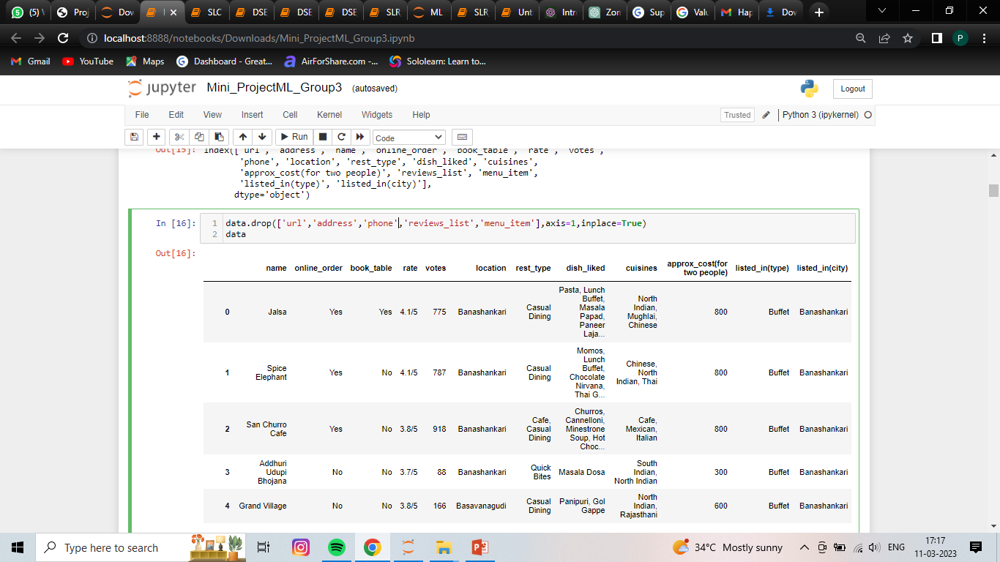 (5) \
Proj
Dow
I
SLC
DSE
DSE
DSE
SLR
ML
SLR
Unt
Intro
Zon
Sup
Valu
Hap
Dov
localhost:8888/notebooks/Downloads/Mini_ProjectML_Group3.ipynb
P
Gmail
YouTube
Maps
Dashboard - Great...
AirForShare.com -...
Sololearn: Learn to...
jupyter Mini_ProjectML_Group3 (autosaved)
Logout
File Edit View Insert Cell Kernel Widgets Help
Trusted Python 3 (ipykernel)
Run Code
Out[15]: Index(['url', 'address', 'name', 'online_order', 'book_table', 'rate', 'votes',
'phone', 'location', 'rest_type', 'dish_liked', 'cuisines',
'approx_cost(for two people)', 'reviews_list', 'menu_item',
'listed_in(type)', 'listed_in(city)'],
dtype='object')
In [16]: 1 data.drop(['url','address','phone','reviews_list','menu_item'],axis=1,inplace=True)
2 data
Out[16]:
name online_order book_table rate votes location rest_type dish_liked cuisines approx_cost(for two people) listed_in(type) listed_in(city)
0 Jalsa Yes Yes 4.1/5 775 Banashankari Casual Dining Pasta, Lunch Buffet, Masala Papad, Paneer Laja... North Indian, Mughlai, Chinese 800 Buffet Banashankari
1 Spice Elephant Yes No 4.1/5 787 Banashankari Casual Dining Momos, Lunch Buffet, Chocolate Nirvana, Thai G... Chinese, North Indian, Thai 800 Buffet Banashankari
2 San Churro Cafe Yes No 3.8/5 918 Banashankari Cafe, Casual Dining Churros, Cannelloni, Minestrone Soup, Hot Choc... Cafe, Mexican, Italian 800 Buffet Banashankari
3 Addhuri Udupi Bhojana No No 3.7/5 88 Banashankari Quick Bites Masala Dosa South Indian, North Indian 300 Buffet Banashankari
4 Grand Village No No 3.8/5 166 Basavanagudi Casual Dining Panipuri, Gol Gappe North Indian, Rajasthani 600 Buffet Banashankari
Type here to search
34°C Mostly sunny
ENG
17:17
11-03-2023